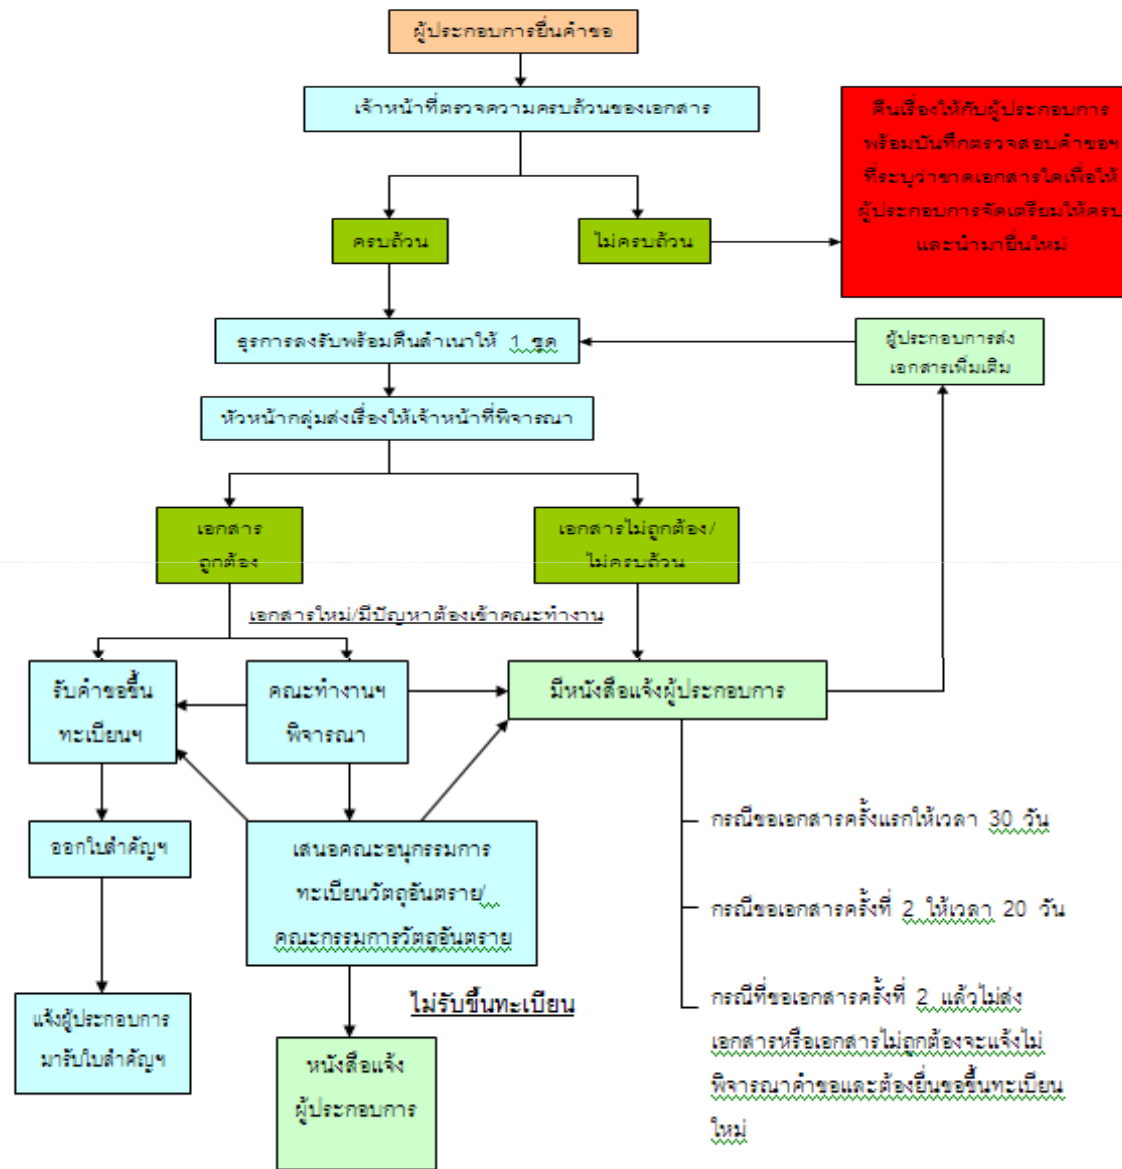 ผู้ประกอบการยื่นคำขอ
เจ้าหน้าที่ตรวจความครบถ้วนของเอกสาร
คืนเรื่องให้กับผู้ประกอบการ
พร้อมบันทึกตรวจสอบคำขอฯ
ที่ระบุว่าขาดเอกสารใดเพื่อให้
ผู้ประกอบการจัดเตรียมให้ครบ
และนำมายื่นใหม่
ครบถ้วน
ไม่ครบถ้วน
ธุรการลงรับพร้อมคืนสำเนาให้ 1 ชุด
ผู้ประกอบการส่ง
เอกสารเพิ่มเติม
หัวหน้ากลุ่มส่งเรื่องให้เจ้าหน้าที่พิจารณา
เอกสาร
ถูกต้อง
เอกสารไม่ถูกต้อง/
ไม่ครบถ้วน
เอกสารใหม่/มีปัญหาต้องเข้าคณะทำงาน
รับคำขอขึ้น
ทะเบียนฯ
คณะทำงานฯ
พิจารณา
มีหนังสือแจ้งผู้ประกอบการ
ออกใบสำคัญฯ
เสนอคณะอนุกรรมการ
ทะเบียนวัตถุอันตราย/
คณะกรรมการวัตถุอันตราย
กรณีขอเอกสารครั้งแรกให้เวลา 30 วัน
กรณีขอเอกสารครั้งที่ 2 ให้เวลา 20 วัน
กรณีที่ขอเอกสารครั้งที่ 2 แล้วไม่ส่ง
เอกสารหรือเอกสารไม่ถูกต้องจะแจ้งไม่
พิจารณาคำขอและต้องยื่นขอขึ้นทะเบียน
ใหม่
แจ้งผู้ประกอบการ
มารับใบสำคัญฯ
ไม่รับขึ้นทะเบียน
หนังสือแจ้ง
ผู้ประกอบการ